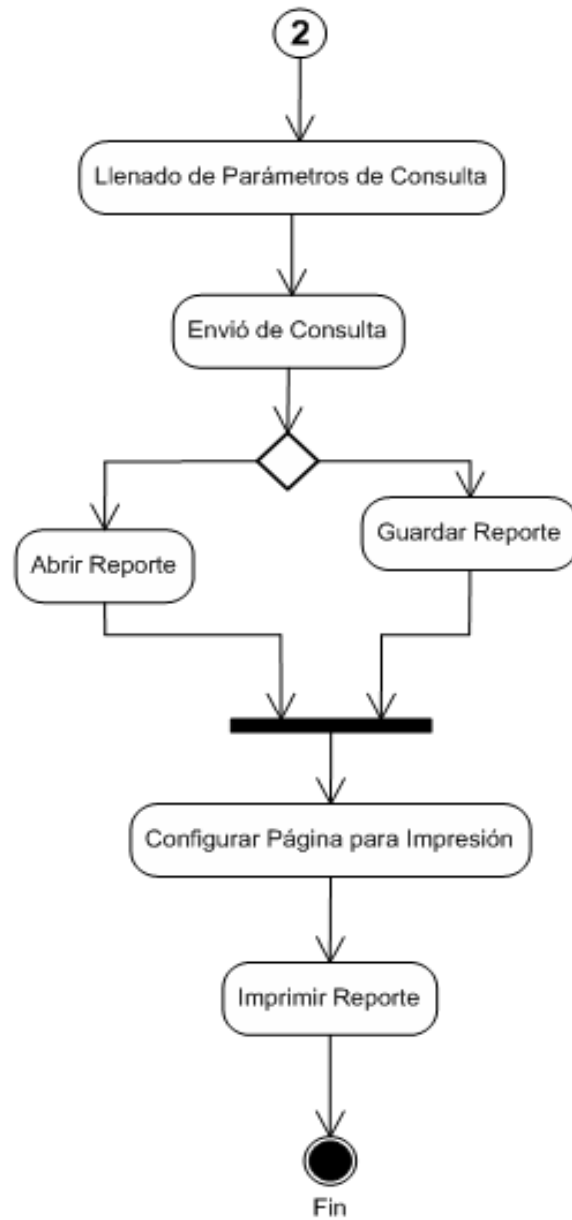 2
Llenado de Parámetros de Consulta
Envió de Consulta
Abrir Reporte
Guardar Reporte
Configurar Página para Impresión
Imprimir Reporte
Fin